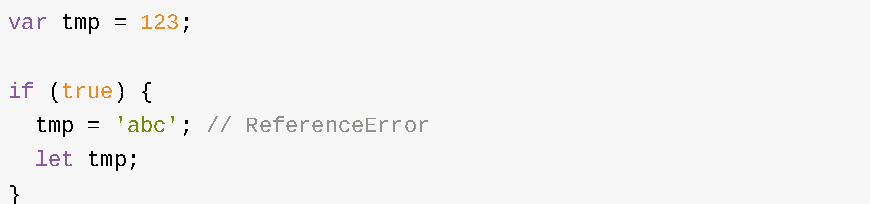 var tmp = 123;
if (true) {
  tmp = 'abc'; // ReferenceError
  let tmp;
}